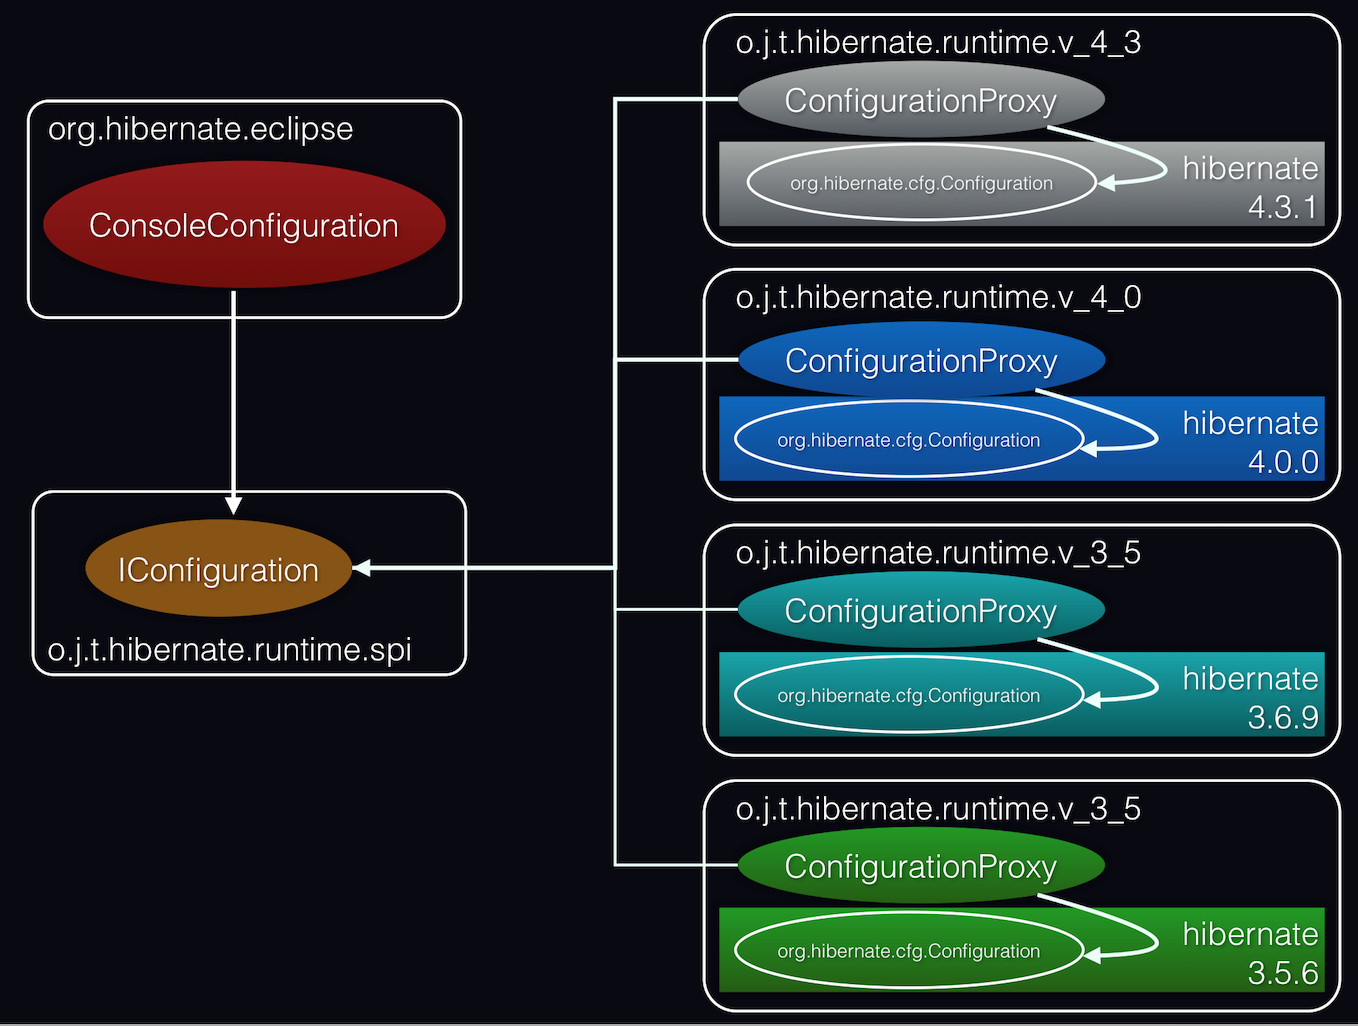 org.hibernate.eclipse
ConsoleConfiguration
IConfiguration
o.j.t.hibernate.runtime.spi
o.j.t.hibernate.runtime.v_4_3
ConfigurationProxy
org.hibernate.cfg.Configuration
hibernate
4.3.1
o.j.t.hibernate.runtime.v_4_0
ConfigurationProxy
org.hibernate.cfg.Configuration
hibernate
4.0.0
o.j.t.hibernate.runtime.v_3_5
ConfigurationProxy
org.hibernate.cfg.Configuration
hibernate
3.6.9
o.j.t.hibernate.runtime.v_3_5
ConfigurationProxy
org.hibernate.cfg.Configuration
hibernate
3.5.6